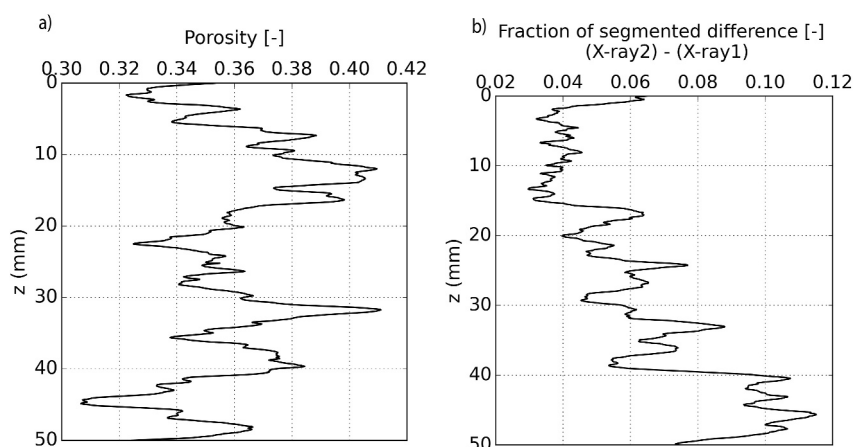 a)
Porosity [-]
0.30 0.32 0.34 0.36 0.38 0.40 0.42
0
10
20
30
40
50
z (mm)
b)
Fraction of segmented difference [-]
(X-ray2) - (X-ray1)
0.02 0.04 0.06 0.08 0.10 0.12
0
10
20
30
40
50
z (mm)